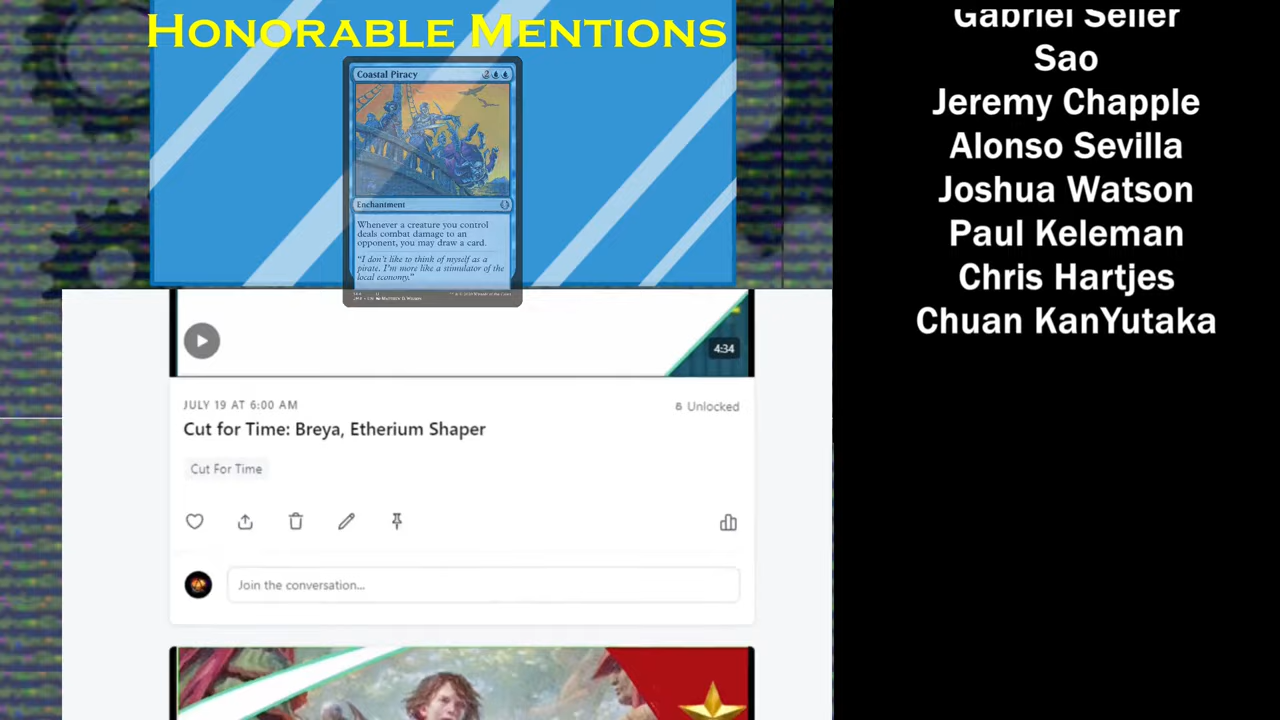 HONORABLE MENTIONS
Coastal Piracy
2
Enchantment
Whenever a creature you control
deals combat damage to an
opponent, you may draw a card.
"I don't like to think of myself as a
pirate. I'm more like a stimulator of the
local economy."
4:34
JULY 19 AT 6:00 AM
Unlocked
Cut for Time: Breya, Etherium Shaper
Cut For Time
Join the conversation...
Gabriel Seiler
Sao
Jeremy Chapple
Alonso Sevilla
Joshua Watson
Paul Keleman
Chris Hartjes
Chuan KanYutaka